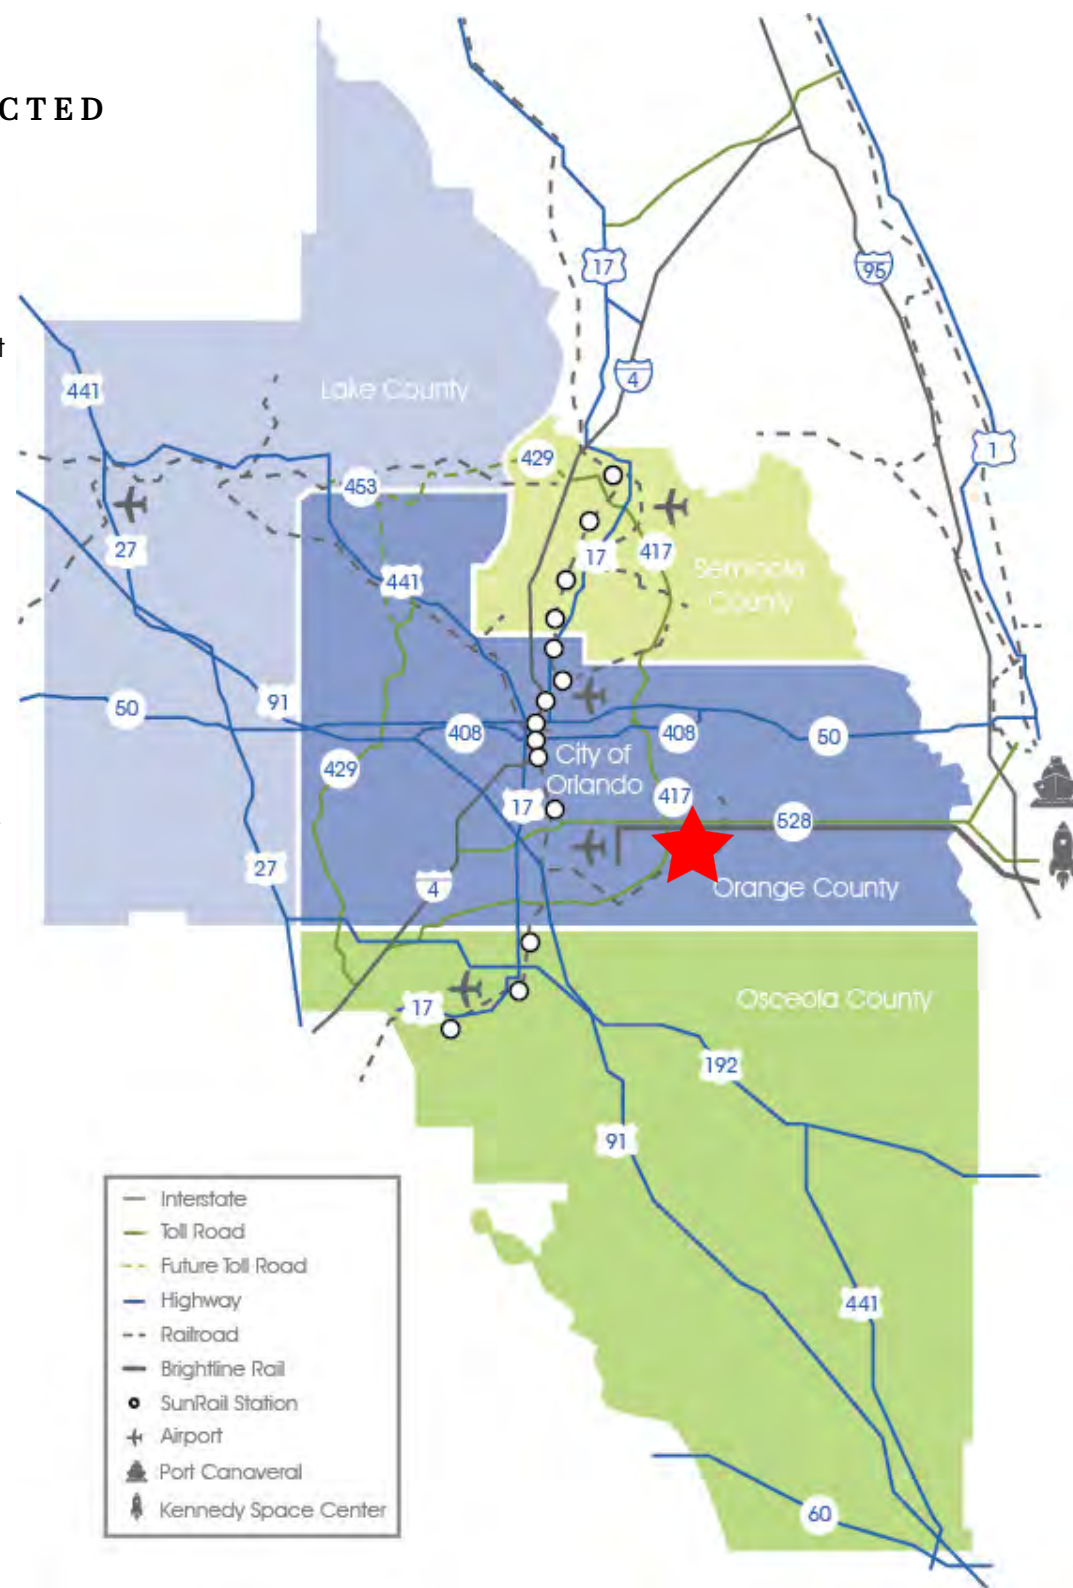 CTED
t
17
95
4
441
Lake County
1
429
453
27
17
417
Seminole
County
441
91
50
408
408
50
City of
Orlando
429
17
417
528
27
4
Orange County
Osceola County
17
192
91
Interstate
Toll Road
Future Toll Road
Highway
Railroad
Brightline Rail
SunRail Station
Airport
Port Canaveral
Kennedy Space Center
441
60